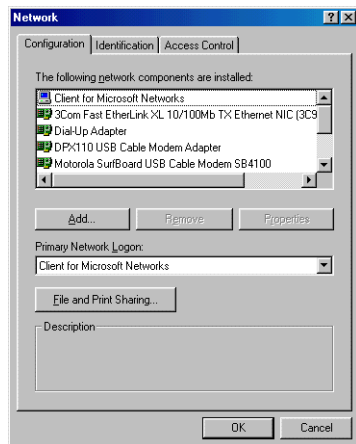 Network
Configuration Identification Access Control
The following network components are installed:
Client for Microsoft Networks
3Com Fast EtherLink XL 10/100Mb TX Ethernet NIC (3C9
Dial-Up Adapter
DPX110 USB Cable Modem Adapter
Motorola SurfBoard USB Cable Modem SB4100
Add... Remove Properties
Primary Network Logon:
Client for Microsoft Networks
File and Print Sharing...
Description
OK Cancel